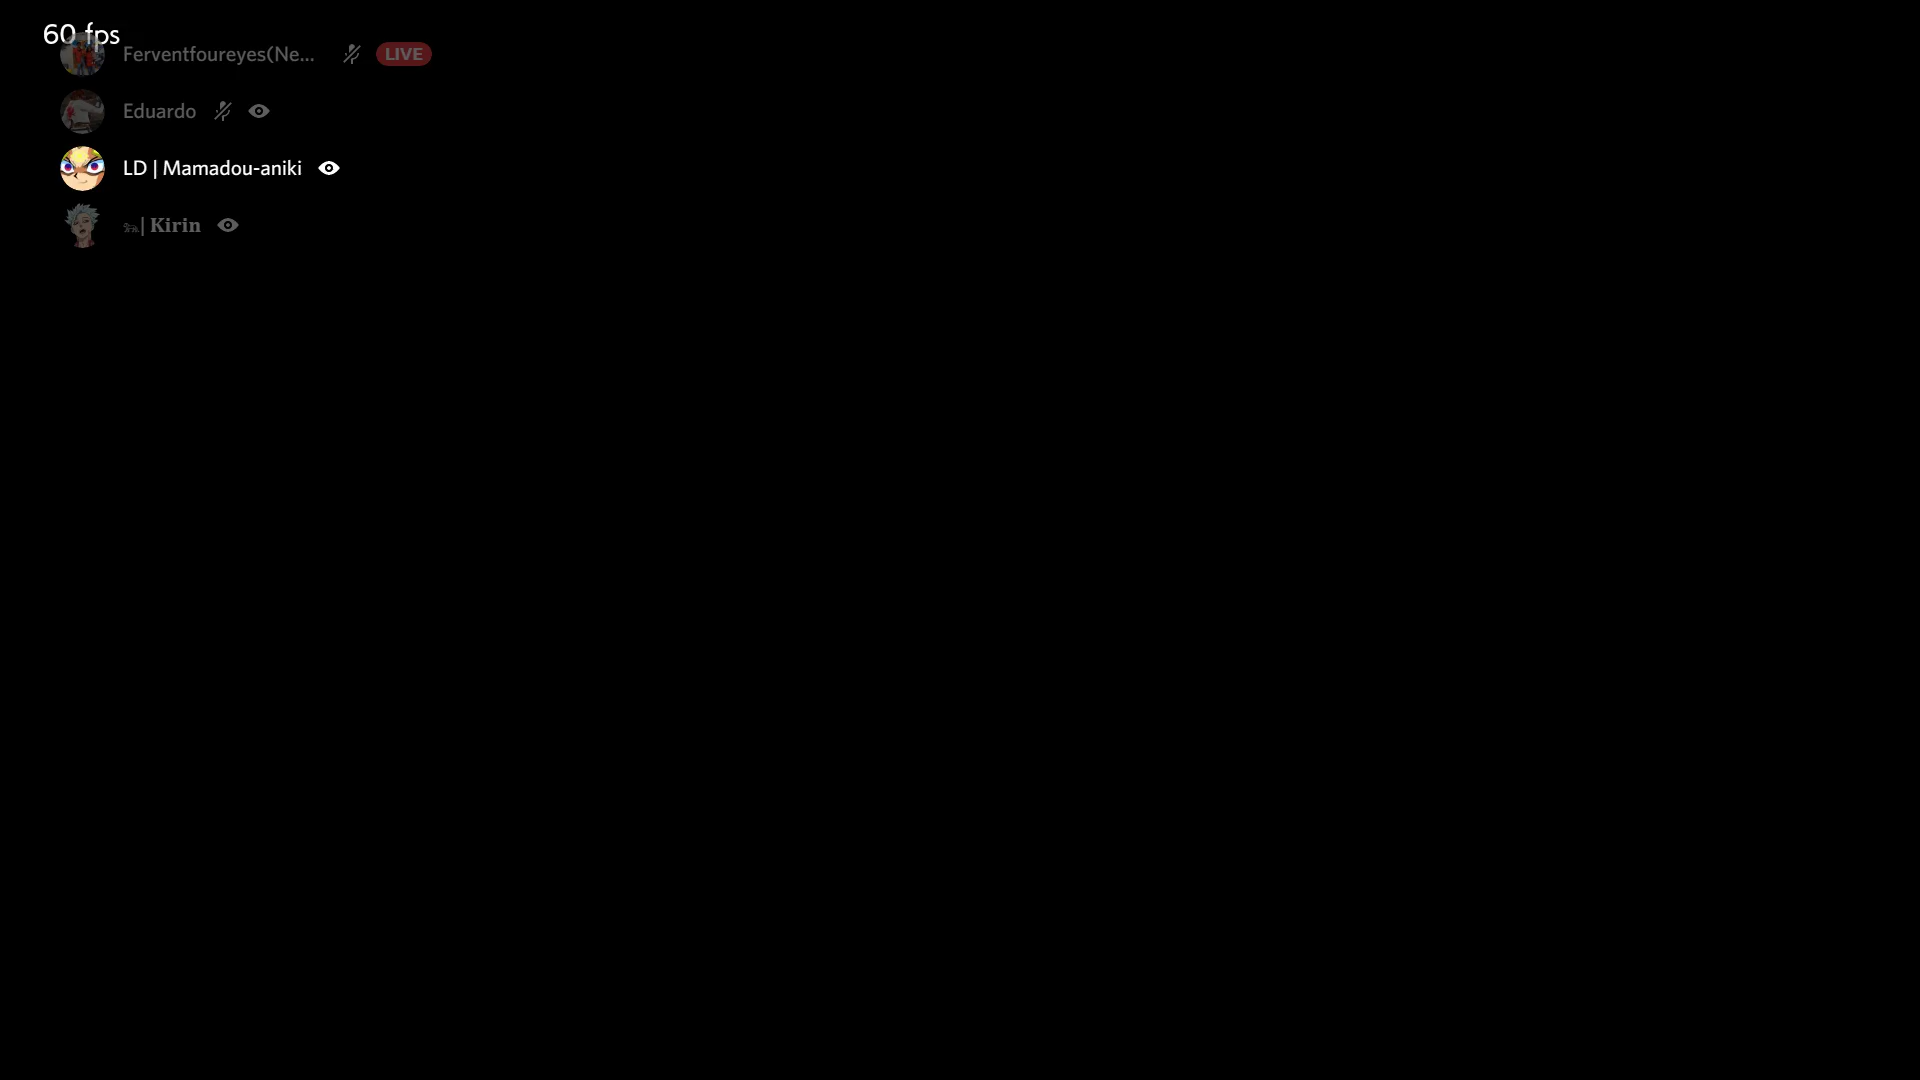 60 fps
Ferventfoureyes(Ne... LIVE
Eduardo
LD | Mamadou-aniki
| Kirin